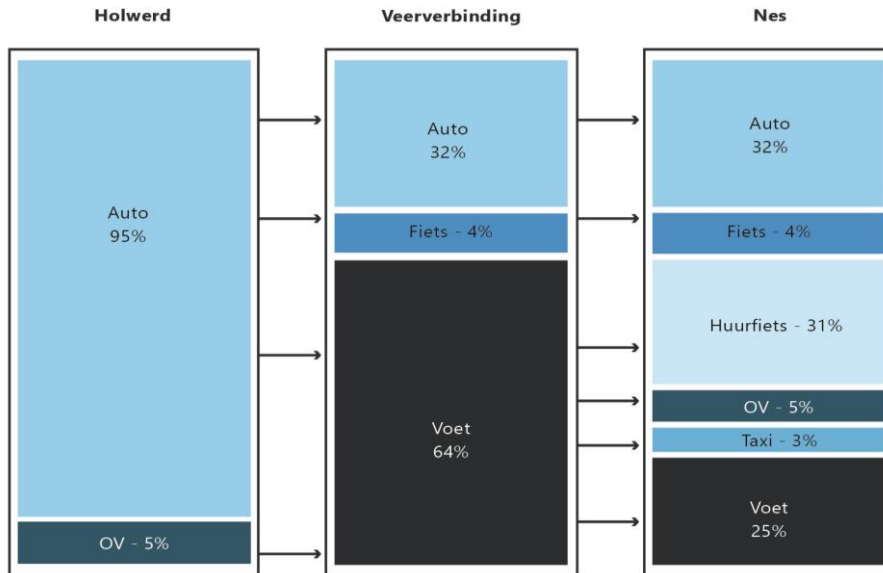 Holwerd
Auto
95%
OV - 5%
Veerverbinding
Auto
32%
Fiets - 4%
Voet
64%
Nes
Auto
32%
Fiets - 4%
Huurfiets - 31%
OV - 5%
Taxi - 3%
Voet
25%